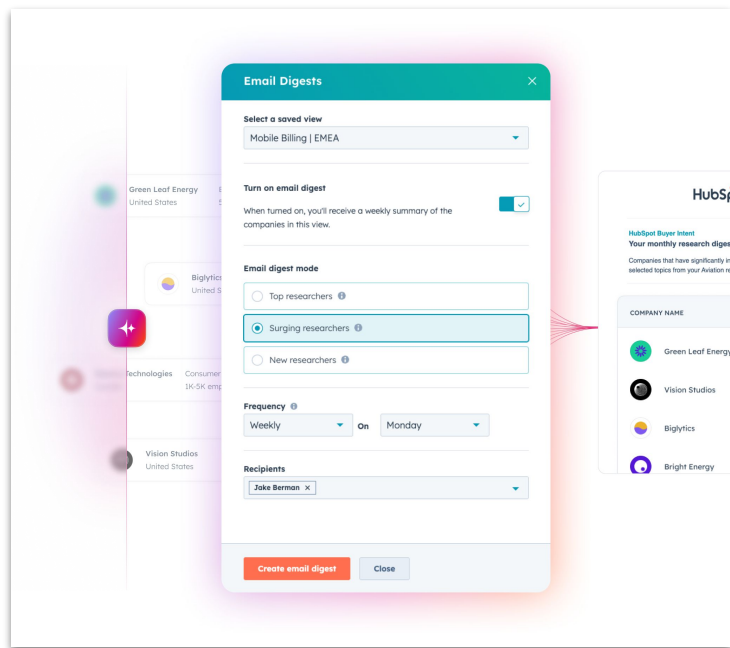 Email Digests
Select a saved view
Mobile Billing | EMEA
Turn on email digest
When turned on, you'll receive a weekly summary of the
companies in this view.
Email digest mode
Top researchers
Surging researchers
New researchers
Frequency
Weekly
On
Monday
Recipients
Jake Berman ×
Create email digest
Close
Green Leaf Energy
United States
Biglytics
United S
Technologies
Consumer
1K-5K emp
Vision Studios
United States
HubSp
HubSpot Buyer Intent
Your monthly research diges
Companies that have significantly in
selected topics from your Aviation re
COMPANY NAME
Green Leaf Energy
Vision Studios
Biglytics
Bright Energy